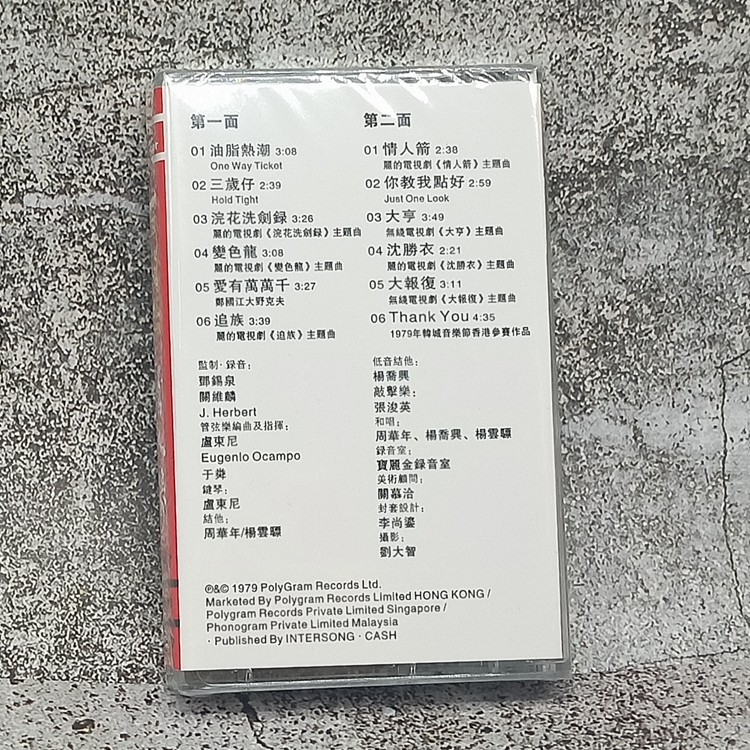 第一面
01 油脂熱潮 3:08
One Way Ticket
02 三歲仔 2:39
Hold Tight
03 浣花洗劍録 3:26
麗的電視劇《浣花洗劍録》主題曲
04 變色龍 3:08
麗的電視劇《變色龍》主題曲
05 愛有萬萬千 3:27
鄭國江大野克夫
06 追族 3:39
麗的電視劇《追族》主題曲
第二面
01 情人箭 2:38
麗的電視劇《情人箭》主題曲
02 你教我點好 2:59
Just One Look
03 大亨 3:49
無綫電視劇《大亨》主題曲
04 沈勝衣 2:21
麗的電視劇《沈勝衣》主題曲
05 大報復 3:11
無綫電視劇《大報復》主題曲
06 Thank You 4:35
1979年韓城音樂節香港參賽作品
監制·録音:
鄧錫泉
關維麟
J. Herbert
管弦樂編曲及指揮:
盧東尼
Eugenlo Ocampo
于粦
鍵琴:
盧東尼
結他:
周華年/楊雲驃
低音結他:
楊喬興
敲擊樂:
張浚英
和唱:
周華年、楊喬興、楊雲驃
録音室:
寶麗金録音室
美術顧問:
關慕洽
封套設計:
李尚鎏
攝影:
劉大智
℗&© 1979 PolyGram Records Ltd.
Marketed By Polygram Records Limlted HONG KONG /
Polygram Records Private Limited Singapore /
Phonogram Private Limited Malaysia
· Published By INTERSONG · CASH